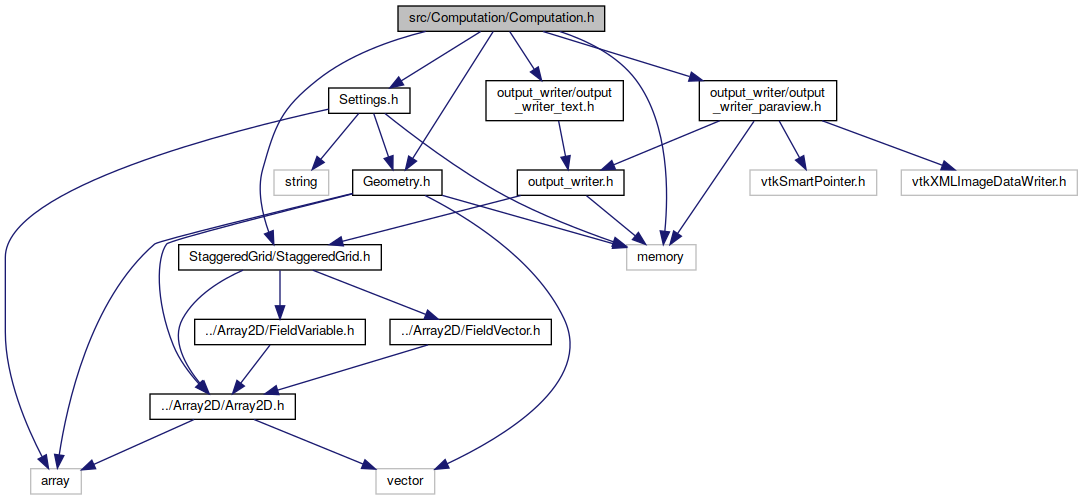 src/Computation/Computation.h
Settings.h
output_writer/output
_writer_text.h
output_writer/output
_writer_paraview.h
string
Geometry.h
output_writer.h
vtkSmartPointer.h
vtkXMLImageDataWriter.h
StaggeredGrid/StaggeredGrid.h
memory
../Array2D/FieldVariable.h
../Array2D/FieldVector.h
../Array2D/Array2D.h
array
vector